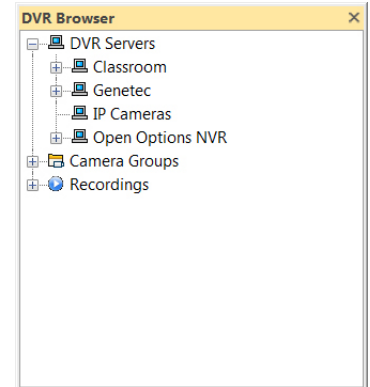 DVR Browser
DVR Servers
Classroom
Genetec
IP Cameras
Open Options NVR
Camera Groups
Recordings